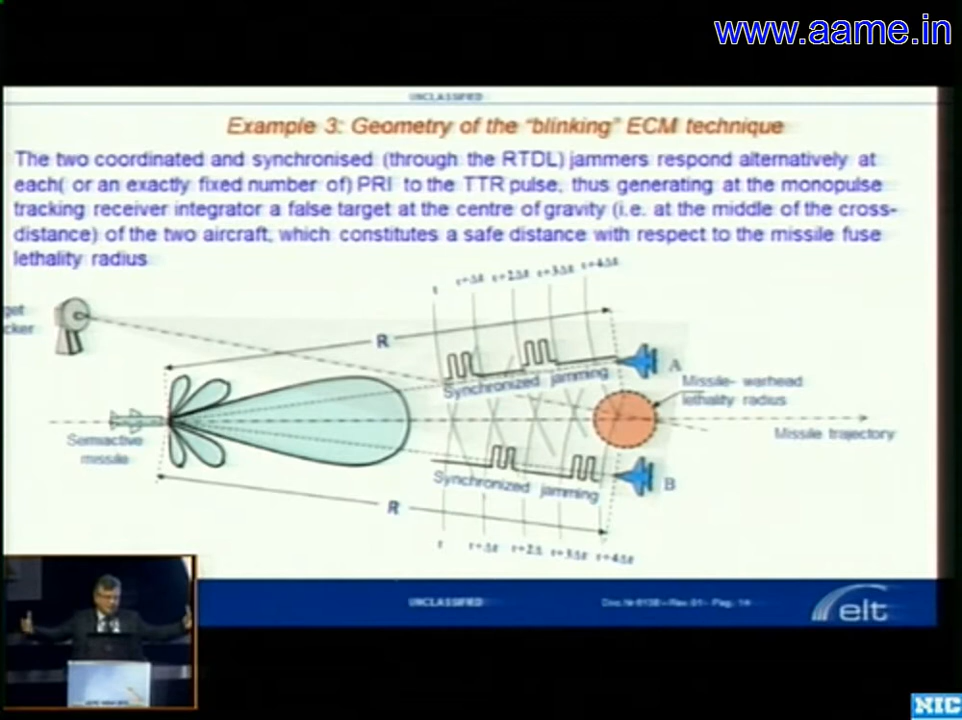 www.aame.in
UNCLASSIFIED
Example 3: Geometry of the "blinking" ECM technique
The two coordinated and synchronised (through the RTDL) jammers respond alternatively at
each( or an exactly fixed number of) PRI to the TTR pulse, thus generating at the monopulse
tracking receiver integrator a false target at the centre of gravity (i.e. at the middle of the cross-
distance) of the two aircraft, which constitutes a safe distance with respect to the missile fuse
lethality radius
get
cker
R
Synchronized jamming
A
Missile- warhead
lethality radius
Semiactive
missile
Missile trajectory
Synchronized jamming
B
R
UNCLASSIFIED
elt
NIC